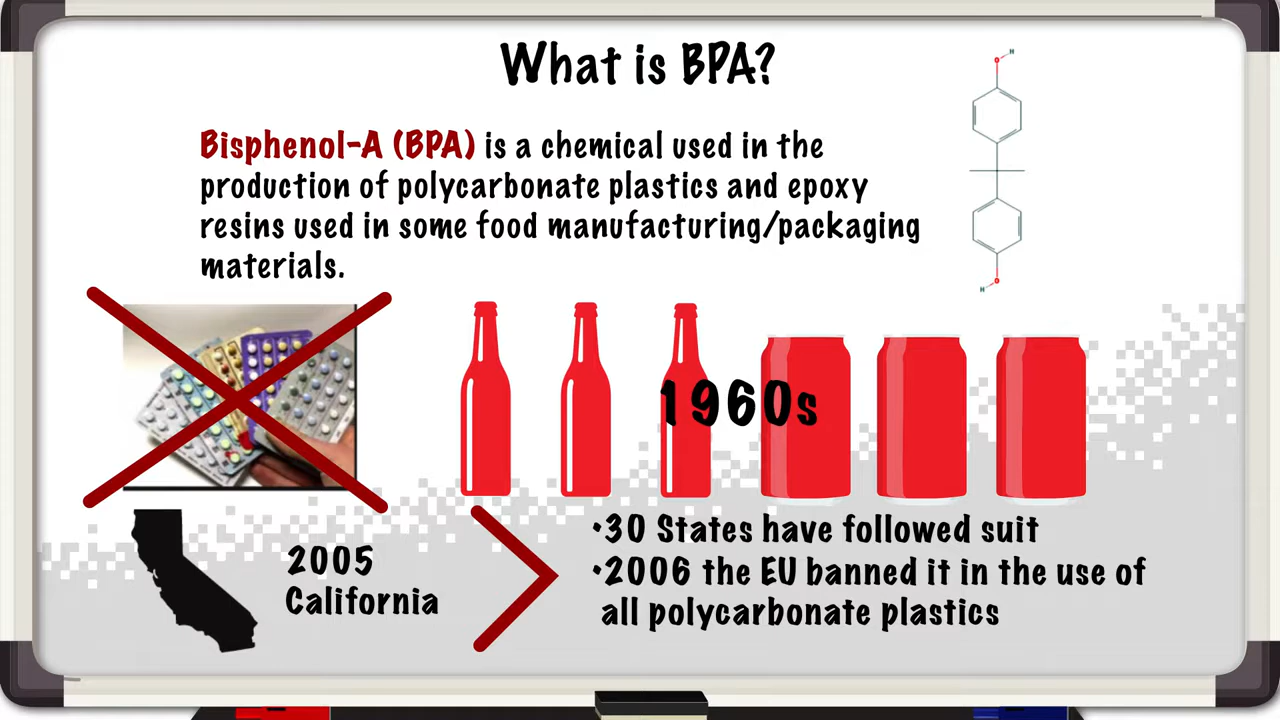 What is BPA?
H
O
Bisphenol-A (BPA) is a chemical used in the
production of polycarbonate plastics and epoxy
resins used in some food manufacturing/packaging
materials.
O
H
1960s
2005
California
•30 States have followed suit
•2006 the EU banned it in the use of
all polycarbonate plastics